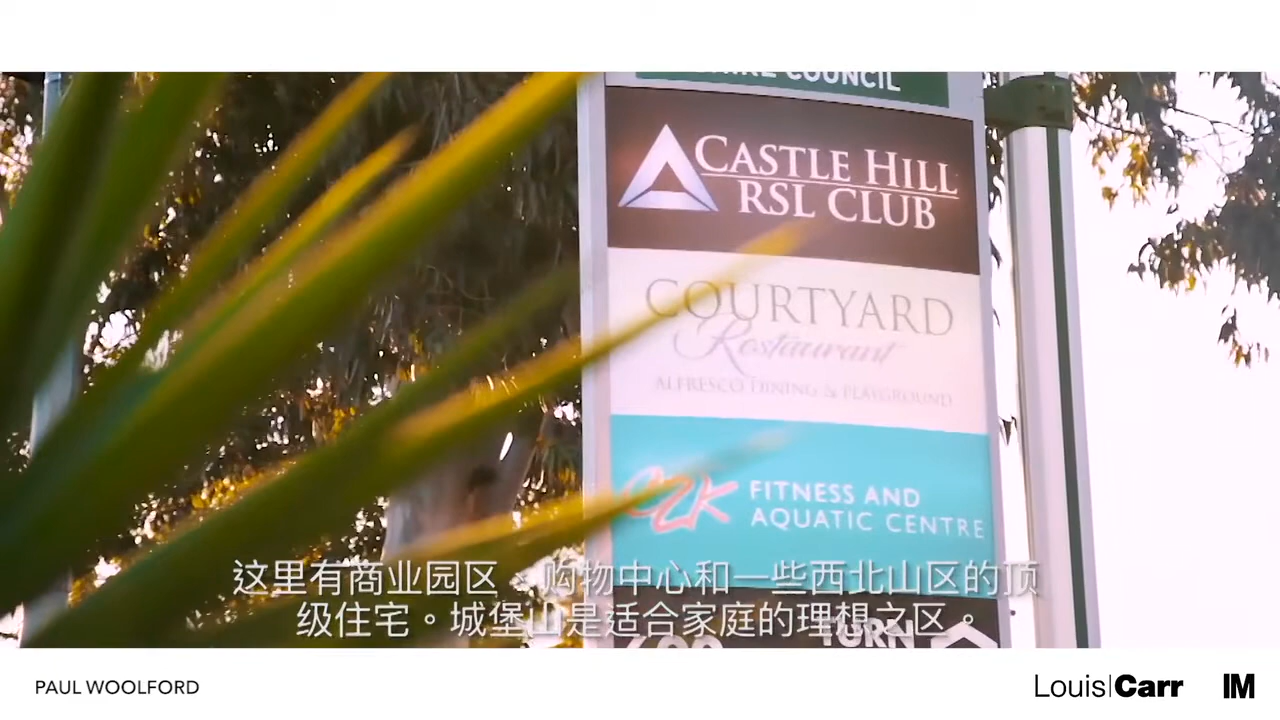 COUNCIL
CASTLE HILL
RSL CLUB
COURTYARD
Restaurant
ALFRESCO DINING & PLAYGROUND
FITNESS AND
AQUATIC CENTRE
TURN
这里有商业园区、购物中心和一些西北山区的顶
级住宅。城堡山是适合家庭的理想之区。
PAUL WOOLFORD
Louis|Carr
IM